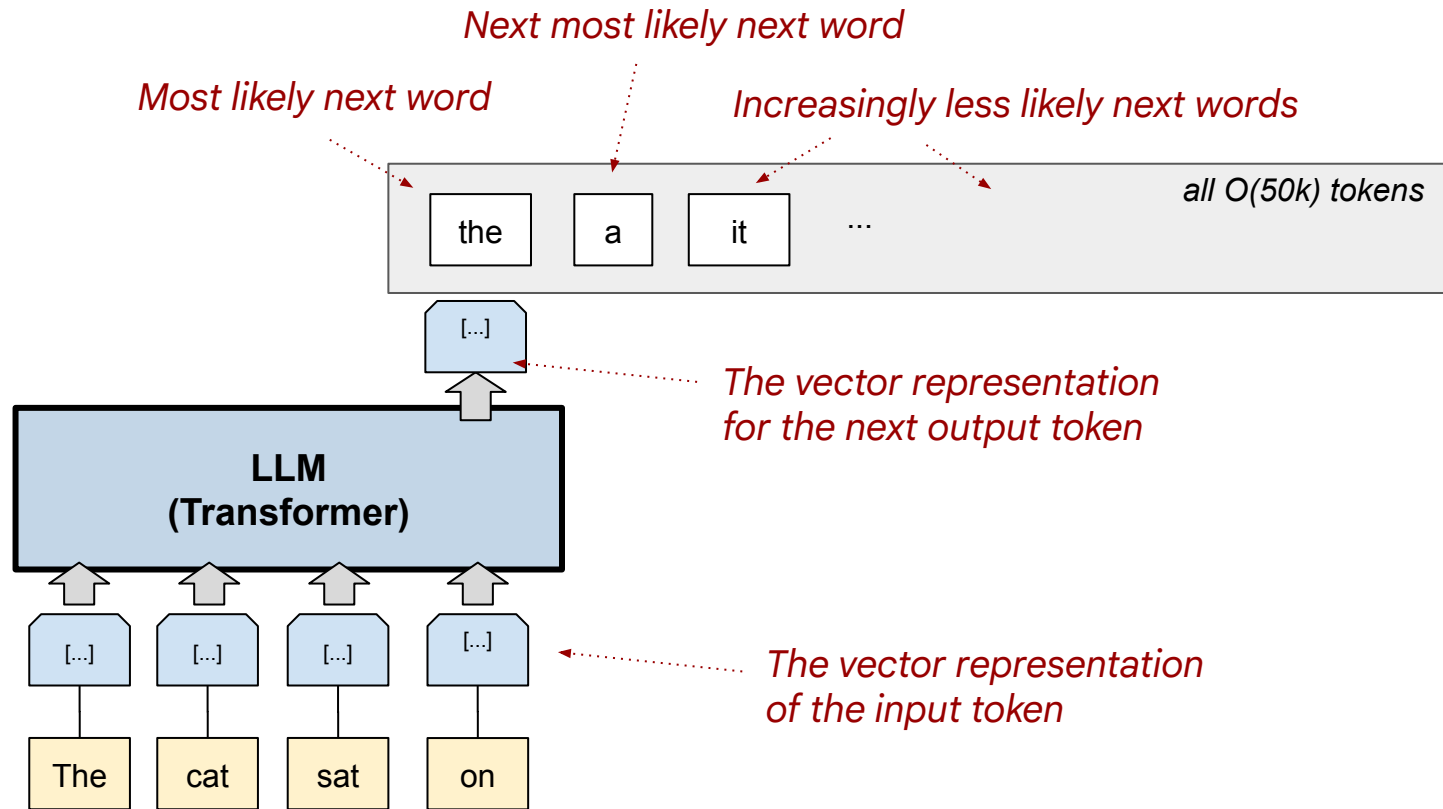 Next most likely next word
Most likely next word
Increasingly less likely next words
all O(50k) tokens
the a it ...
[...]
The vector representation
for the next output token
LLM
(Transformer)
[...] [...] [...] [...]
The vector representation
of the input token
The cat sat on